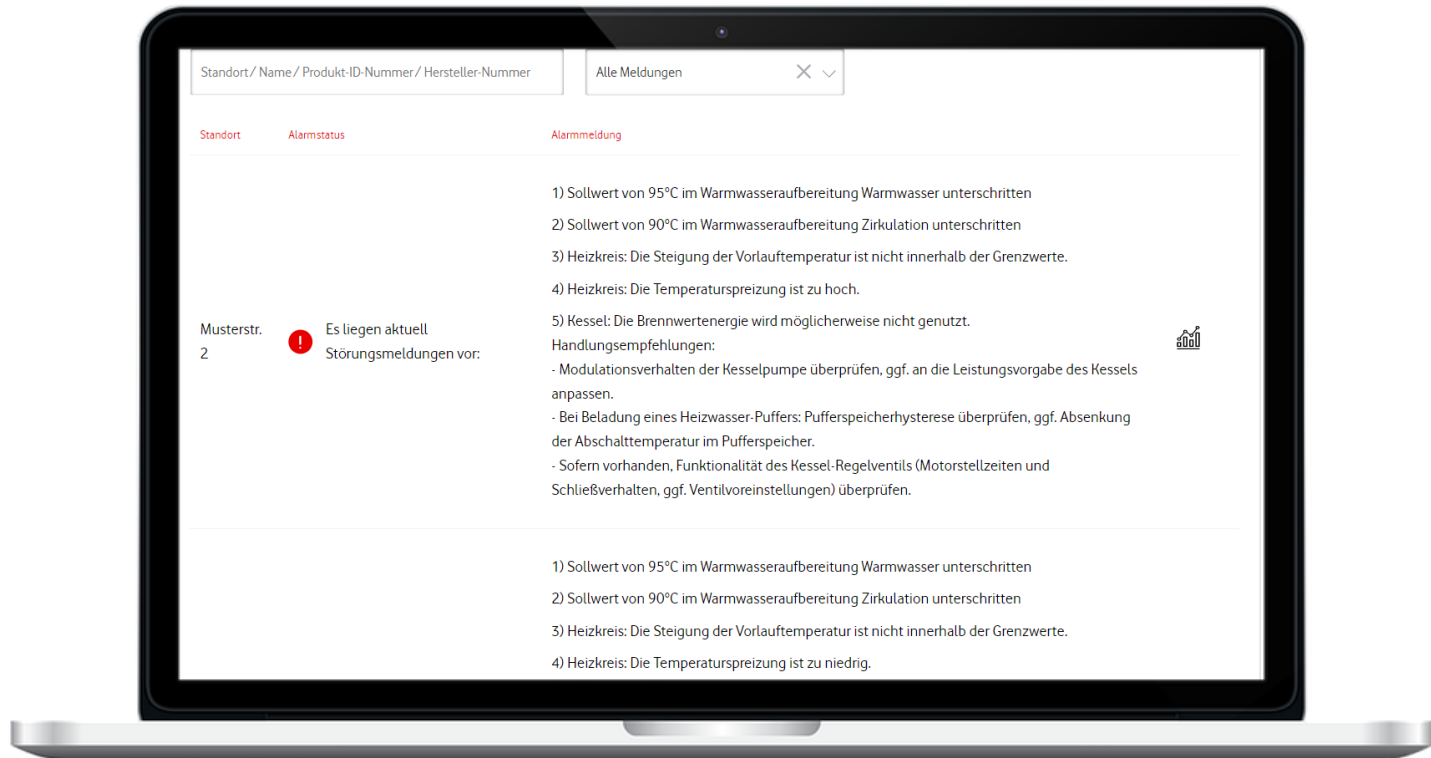 Standort / Name / Produkt-ID-Nummer / Hersteller-Nummer
Alle Meldungen
Standort
Alarmstatus
Alarmmeldung
Musterstr.
2
Es liegen aktuell
Störungsmeldungen vor:
1) Sollwert von 95°C im Warmwasseraufbereitung Warmwasser unterschritten
2) Sollwert von 90°C im Warmwasseraufbereitung Zirkulation unterschritten
3) Heizkreis: Die Steigung der Vorlauftemperatur ist nicht innerhalb der Grenzwerte.
4) Heizkreis: Die Temperaturspreizung ist zu hoch.
5) Kessel: Die Brennwertenergie wird möglicherweise nicht genutzt.
Handlungsempfehlungen:
- Modulationsverhalten der Kesselpumpe überprüfen, ggf. an die Leistungsvorgabe des Kessels
anpassen.
- Bei Beladung eines Heizwasser-Puffers: Pufferspeicherhysterese überprüfen, ggf. Absenkung
der Abschalttemperatur im Pufferspeicher.
- Sofern vorhanden, Funktionalität des Kessel-Regelventils (Motorstellzeiten und
Schließverhalten, ggf. Ventilvoreinstellungen) überprüfen.
1) Sollwert von 95°C im Warmwasseraufbereitung Warmwasser unterschritten
2) Sollwert von 90°C im Warmwasseraufbereitung Zirkulation unterschritten
3) Heizkreis: Die Steigung der Vorlauftemperatur ist nicht innerhalb der Grenzwerte.
4) Heizkreis: Die Temperaturspreizung ist zu niedrig.